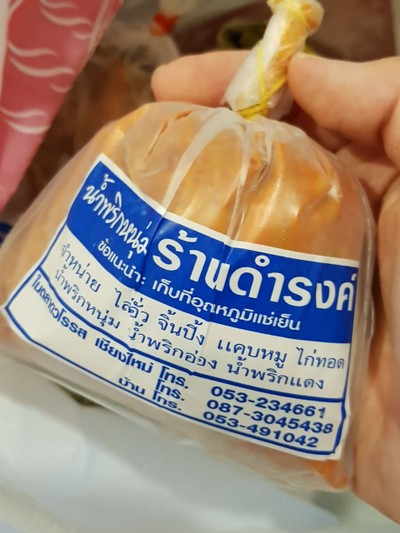 น้ำพริกหนุ่ม ร้านดำรงค์
ข้อแนะนำ: เก็บที่อุณหภูมิแช่เย็น
จำหน่าย ไส้อั่ว จิ้นปิ้ง แคบหมู ไก่ทอด
น้ำพริกหนุ่ม น้ำพริกอ่อง น้ำพริกแดง
ในตลาดวโรรส เชียงใหม่ โทร. 053-234661
โทร. 087-3045438
บ้าน โทร. 053-491042